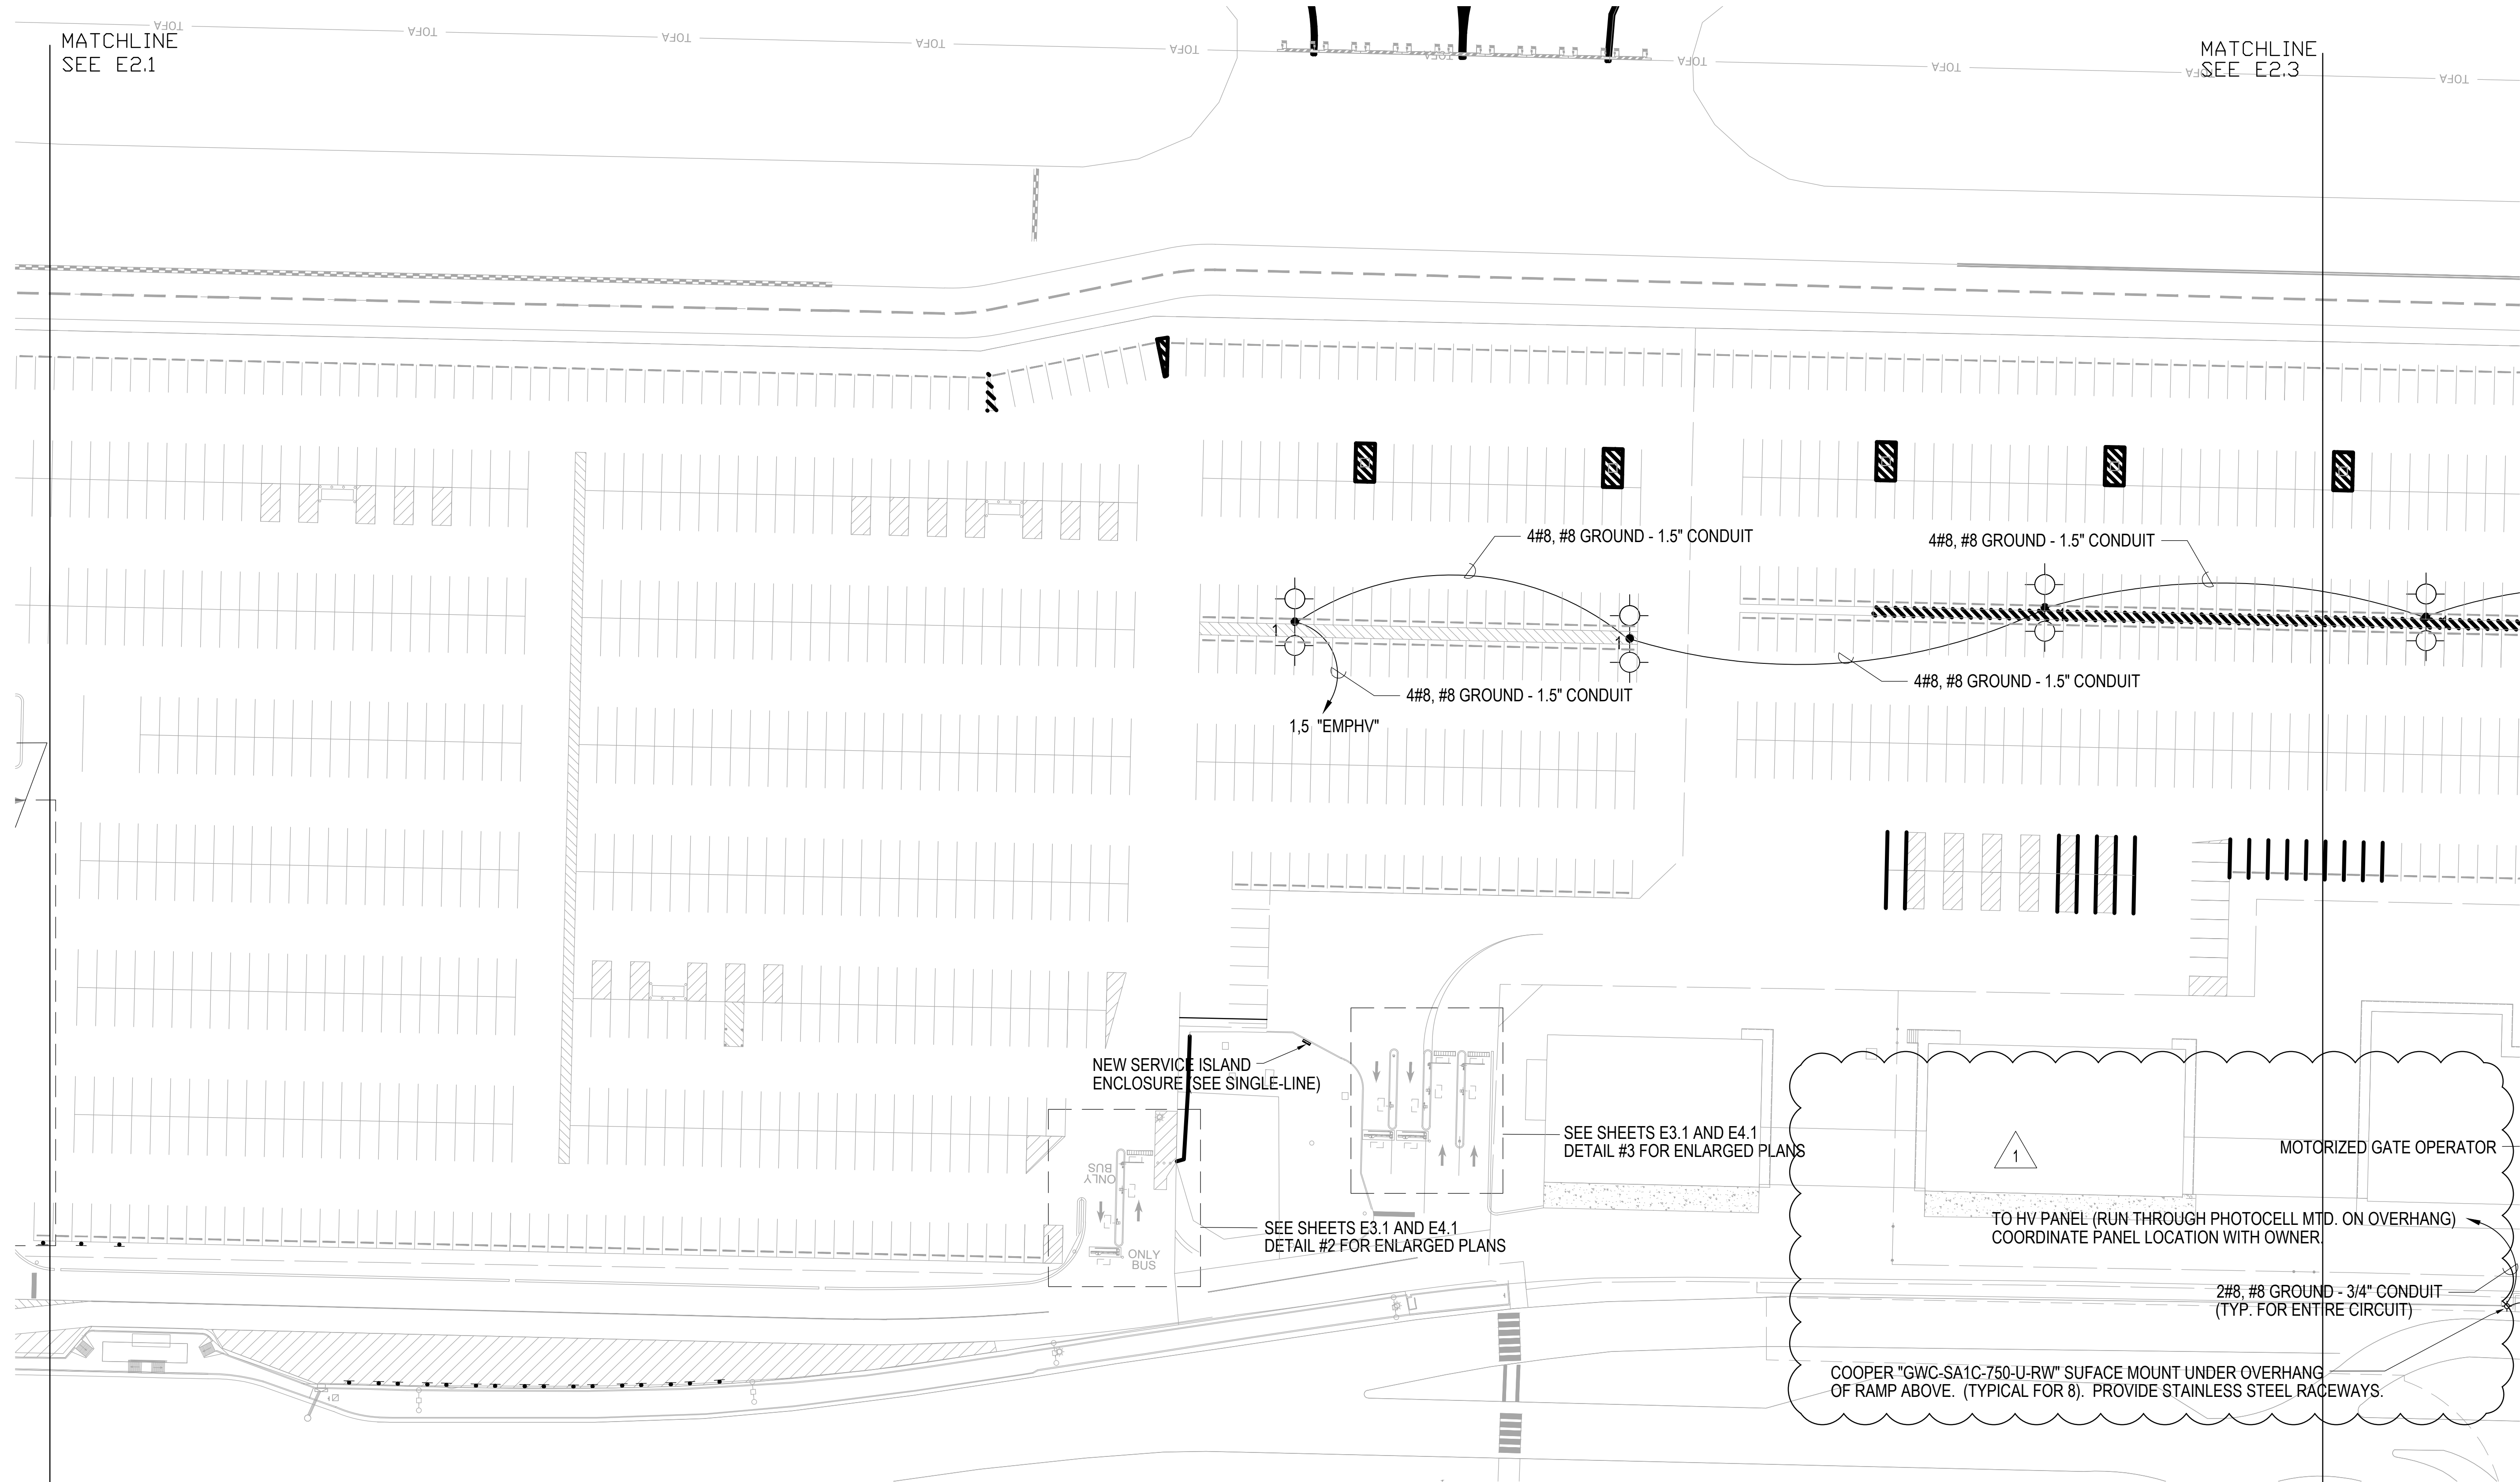 TOFA
TOFA
TOFA
TOFA
TOFA
TOFA
TOFA
TOFA
TOFA
TOFA
MATCHLINE
SEE E2.1
MATCHLINE
SEE E2.3
4#8, #8 GROUND - 1.5" CONDUIT
4#8, #8 GROUND - 1.5" CONDUIT
1
1
1
1
4#8, #8 GROUND - 1.5" CONDUIT
4#8, #8 GROUND - 1.5" CONDUIT
1,5 "EMPHV"
NEW SERVICE ISLAND
ENCLOSURE (SEE SINGLE-LINE)
SEE SHEETS E3.1 AND E4.1
DETAIL #3 FOR ENLARGED PLANS
1
MOTORIZED GATE OPERATOR
BUS
ONLY
SEE SHEETS E3.1 AND E4.1
DETAIL #2 FOR ENLARGED PLANS
ONLY
BUS
TO HV PANEL (RUN THROUGH PHOTOCELL MTD. ON OVERHANG)
COORDINATE PANEL LOCATION WITH OWNER.
2#8, #8 GROUND - 3/4" CONDUIT
(TYP. FOR ENTIRE CIRCUIT)
COOPER "GWC-SA1C-750-U-RW" SUFACE MOUNT UNDER OVERHANG
OF RAMP ABOVE. (TYPICAL FOR 8). PROVIDE STAINLESS STEEL RACEWAYS.